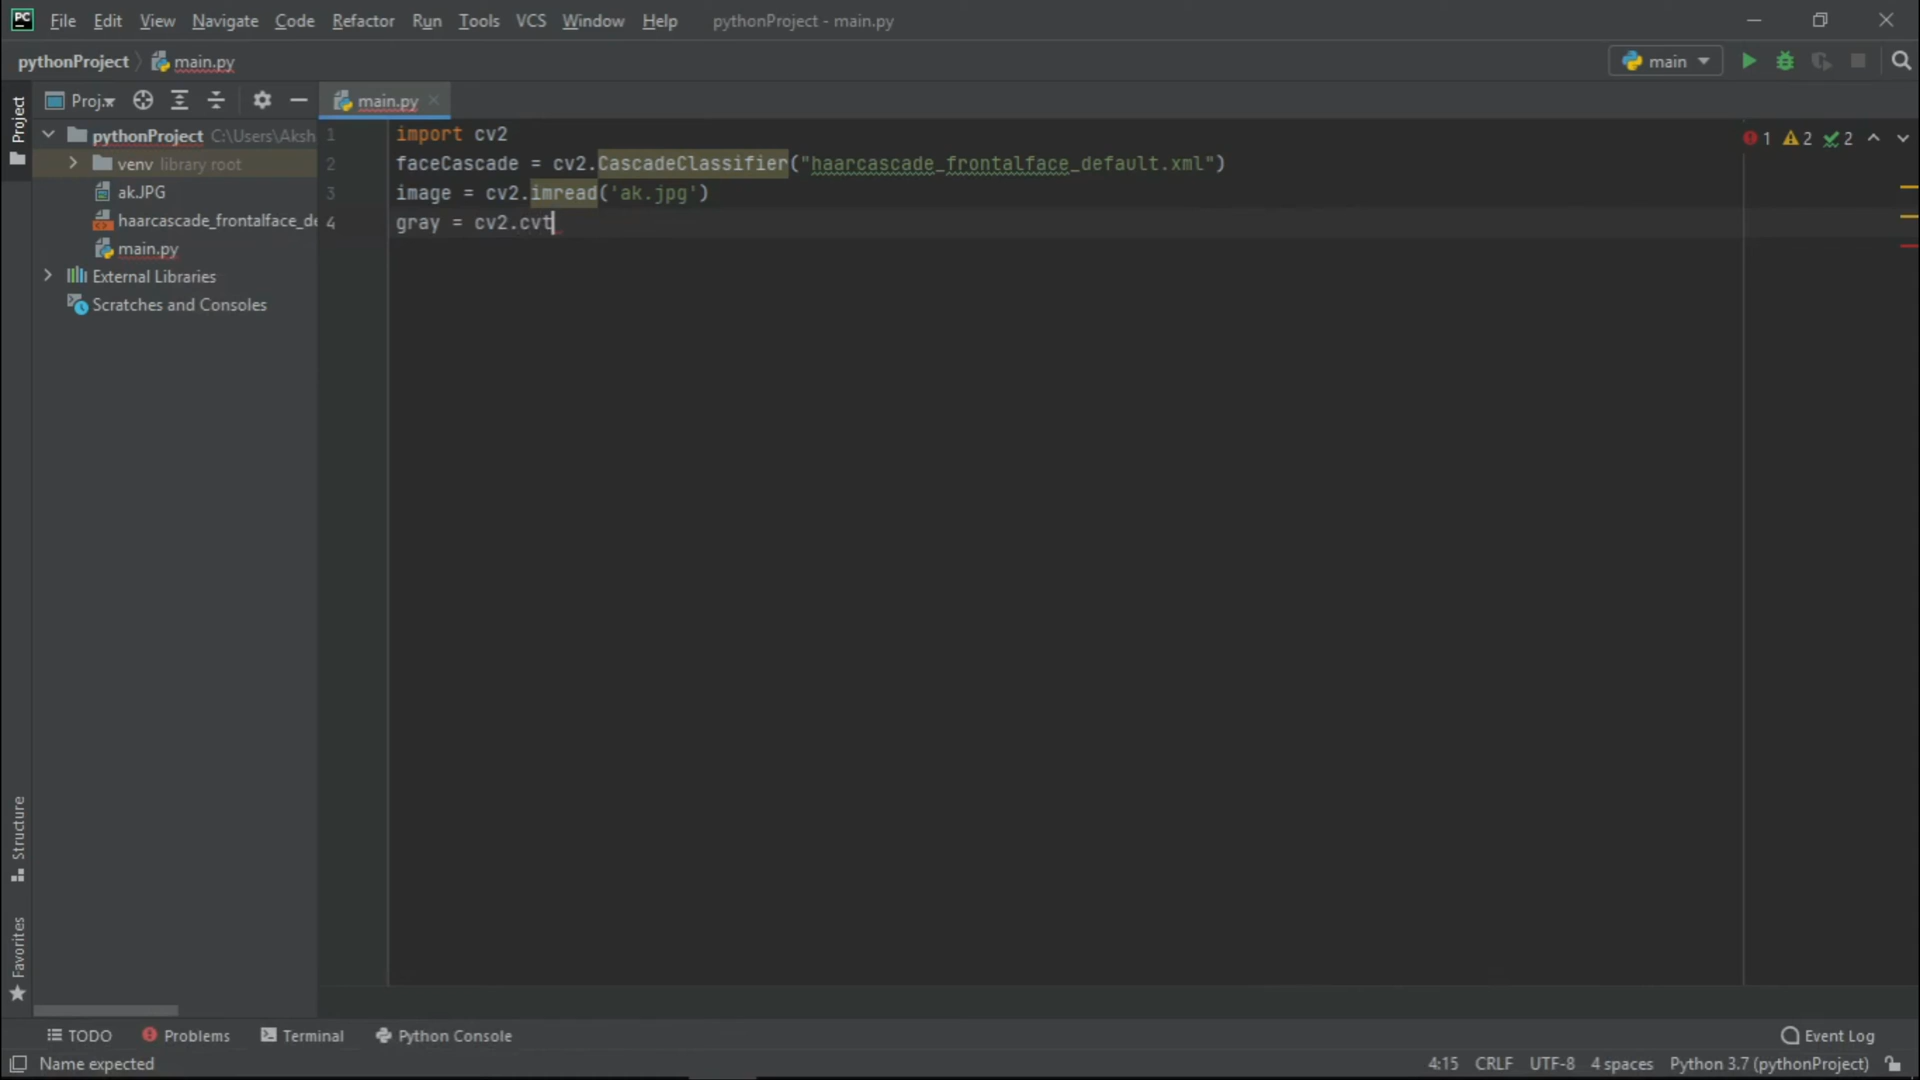 PC File Edit View Navigate Code Refactor Run Tools VCS Window Help pythonProject - main.py
pythonProject main.py main
Project Proj... main.py
pythonProject C:\Users\Aksh
venv library root
ak.JPG
haarcascade_frontalface_de
main.py
External Libraries
Scratches and Consoles
1 import cv2
2 faceCascade = cv2.CascadeClassifier("haarcascade_frontalface_default.xml")
3 image = cv2.imread('ak.jpg')
4 gray = cv2.cvt
1 2 2
Structure
Favorites
TODO Problems Terminal Python Console Event Log
Name expected 4:15 CRLF UTF-8 4 spaces Python 3.7 (pythonProject)